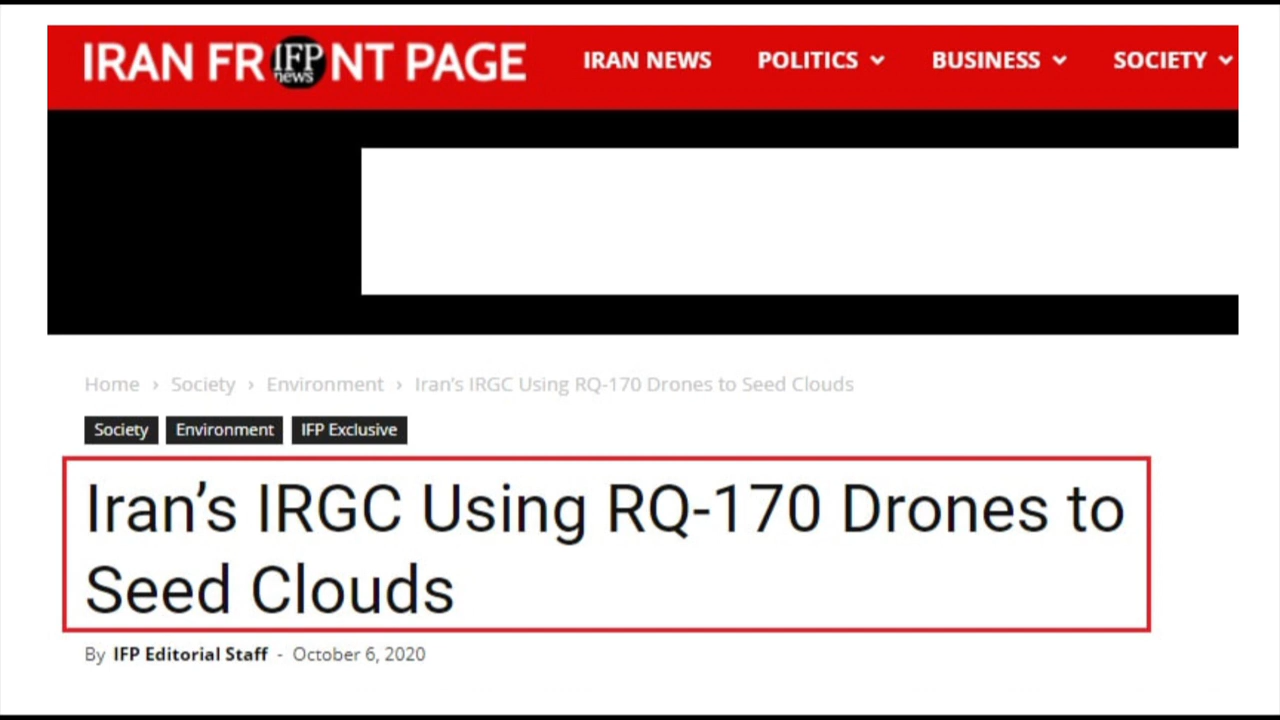 IRAN FRONT PAGE IRAN NEWS POLITICS BUSINESS SOCIETY
IFP
news
Home › Society › Environment › Iran's IRGC Using RQ-170 Drones to Seed Clouds
Society Environment IFP Exclusive
Iran’s IRGC Using RQ-170 Drones to
Seed Clouds
By IFP Editorial Staff - October 6, 2020